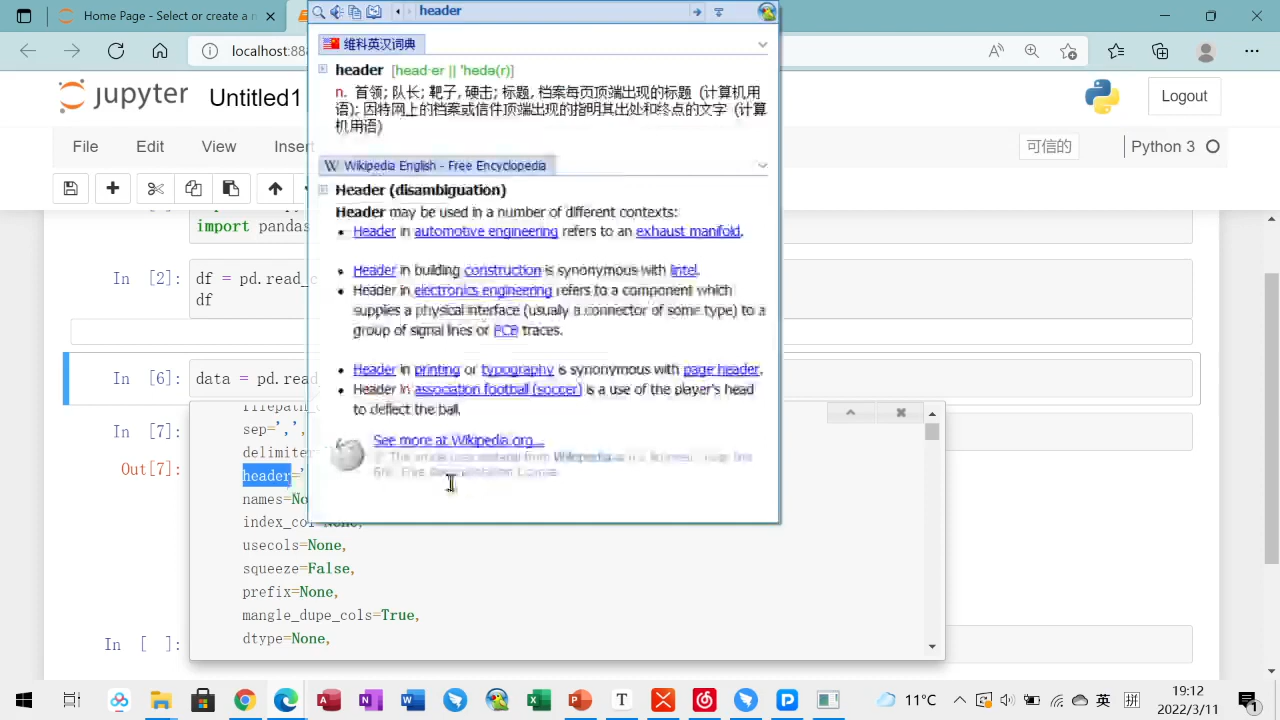 header
维科英汉词典
localhost:88
header [head·er || 'hedə(r)]
n. 首领; 队长; 靶子, 硬击; 标题, 档案每页顶端出现的标题 (计算机用
语); 因特网上的档案或信件顶端出现的指明其出处和终点的文字 (计算
机用语)
jupyter Untitled1
Logout
File Edit View Insert
可信的
Python 3
Wikipedia English - Free Encyclopedia
Header (disambiguation)
Header may be used in a number of different contexts:
• Header in automotive engineering refers to an exhaust manifold.
• Header in building construction is synonymous with lintel.
• Header in electronics engineering refers to a component which
supplies a physical interface (usually a connector of some type) to a
group of signal lines or PCB traces.
• Header in printing or typography is synonymous with page header.
• Header in association football (soccer) is a use of the player's head
to deflect the ball.
See more at Wikipedia.org...
import pandas
In [2]: df = pd.read_c
df
In [6]: data = pd.read
In [7]:
Out[7]:
sep=',',
delimiter
header='
names=No
index_col=None,
usecols=None,
squeeze=False,
prefix=None,
mangle_dupe_cols=True,
dtype=None,
In [ ]:
11°C
英
拼
19:12
2022/3/11
1